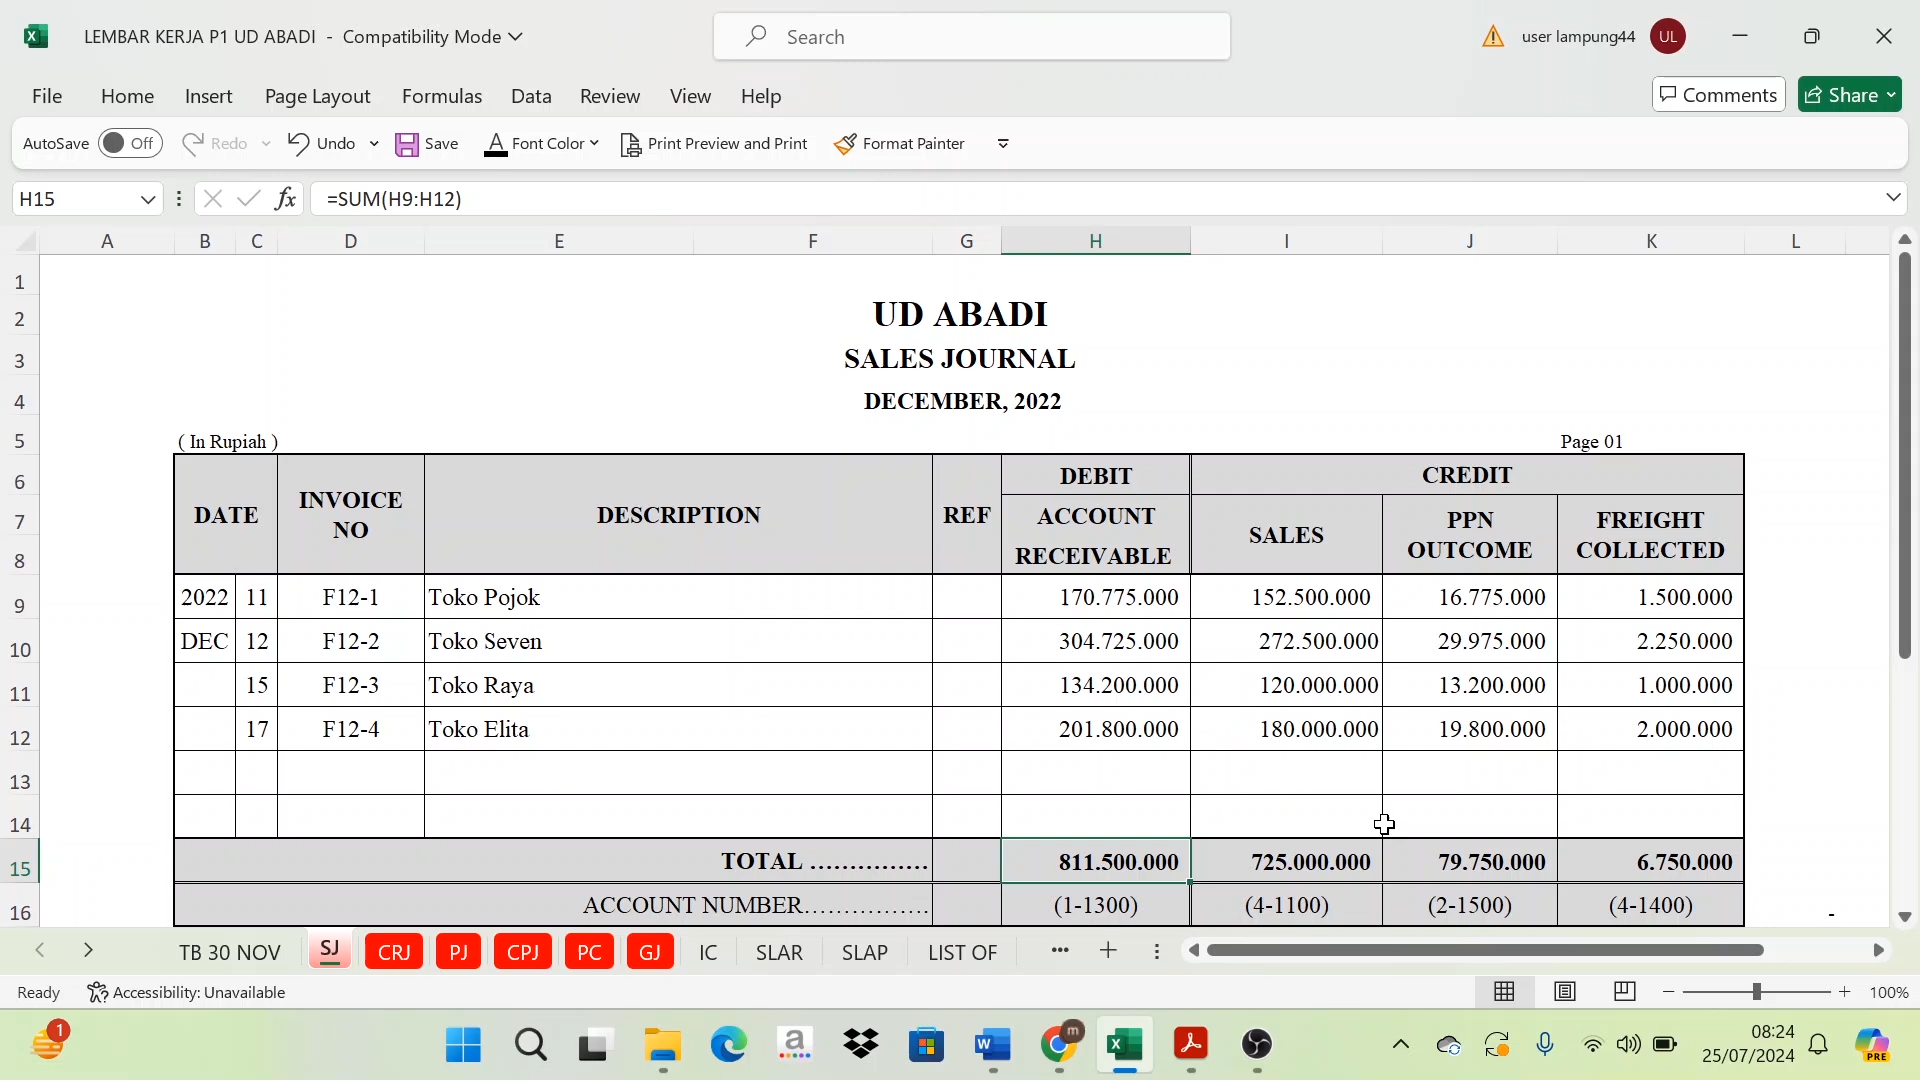 LEMBAR KERJA P1 UD ABADI - Compatibility Mode
Search
user lampung44
UL
File Home Insert Page Layout Formulas Data Review View Help
Comments
Share
AutoSave Off Redo Undo Save Font Color Print Preview and Print Format Painter
H15
fx
=SUM(H9:H12)
A B C D E F G H I J K L
1
2
3
4
5
6
7
8
9
10
11
12
13
14
15
16
UD ABADI
SALES JOURNAL
DECEMBER, 2022
( In Rupiah ) Page 01
DATE
INVOICE
NO
DESCRIPTION
REF
DEBIT
ACCOUNT
RECEIVABLE
CREDIT
SALES
PPN
OUTCOME
FREIGHT
COLLECTED
2022 11 F12-1 Toko Pojok 170.775.000 152.500.000 16.775.000 1.500.000
DEC 12 F12-2 Toko Seven 304.725.000 272.500.000 29.975.000 2.250.000
15 F12-3 Toko Raya 134.200.000 120.000.000 13.200.000 1.000.000
17 F12-4 Toko Elita 201.800.000 180.000.000 19.800.000 2.000.000
TOTAL .............. 811.500.000 725.000.000 79.750.000 6.750.000
ACCOUNT NUMBER................ (1-1300) (4-1100) (2-1500) (4-1400) -
TB 30 NOV SJ CRJ PJ CPJ PC GJ IC SLAR SLAP LIST OF ...
Ready Accessibility: Unavailable 100%
1
a
W
m
X
08:24
25/07/2024
PRE